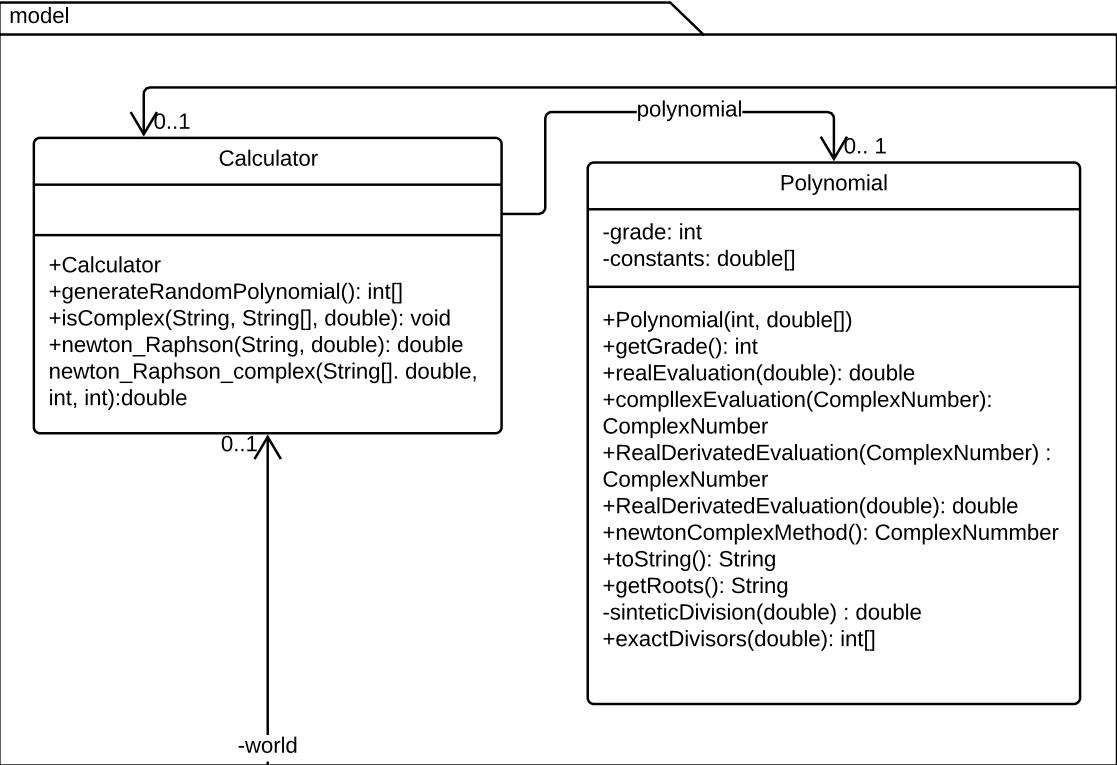 model
0..1
Calculator
+Calculator
+generateRandomPolynomial(): int[]
+isComplex(String, String[], double): void
+newton_Raphson(String, double): double
newton_Raphson_complex(String[]. double,
int, int):double
0..1
-world
polynomial
0.. 1
Polynomial
-grade: int
-constants: double[]
+Polynomial(int, double[])
+getGrade(): int
+realEvaluation(double): double
+compllexEvaluation(ComplexNumber):
ComplexNumber
+RealDerivatedEvaluation(ComplexNumber) :
ComplexNumber
+RealDerivatedEvaluation(double): double
+newtonComplexMethod(): ComplexNummber
+toString(): String
+getRoots(): String
-sinteticDivision(double) : double
+exactDivisors(double): int[]